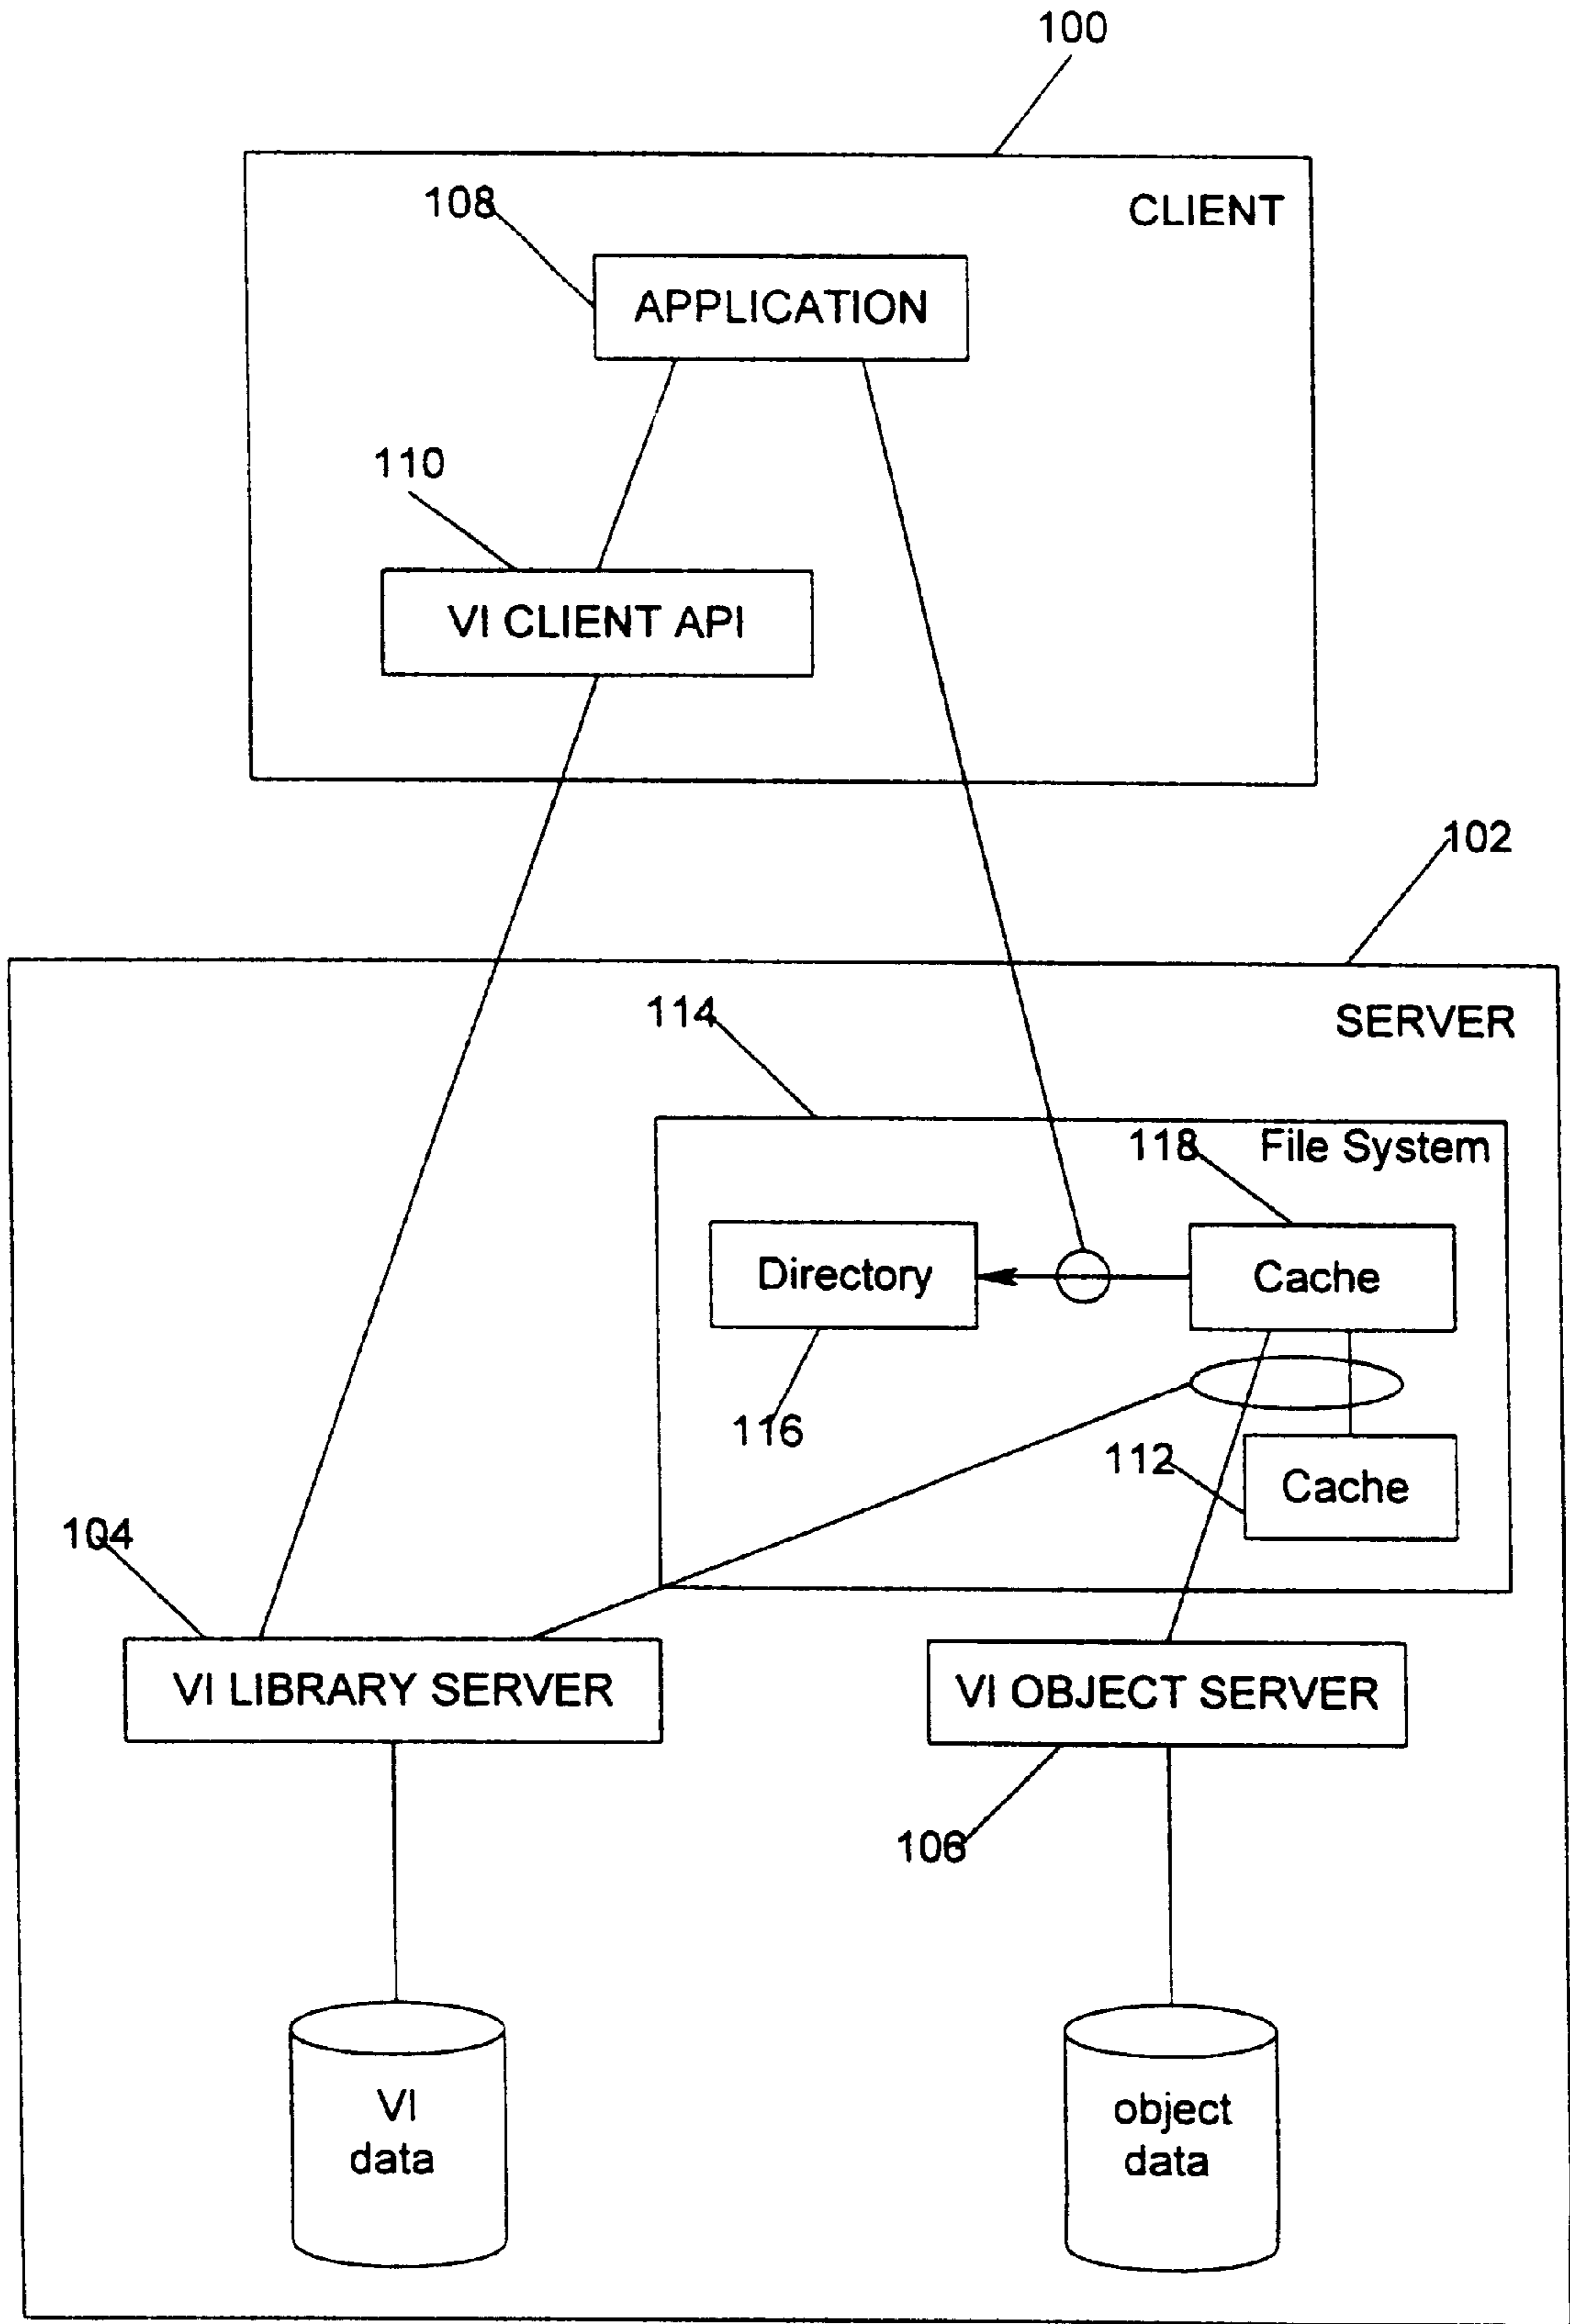 100
CLIENT
108
APPLICATION
110
VI CLIENT API
102
SERVER
114
118
File System
Directory
Cache
116
112
Cache
104
VI LIBRARY SERVER
VI OBJECT SERVER
106
VI
data
object
data